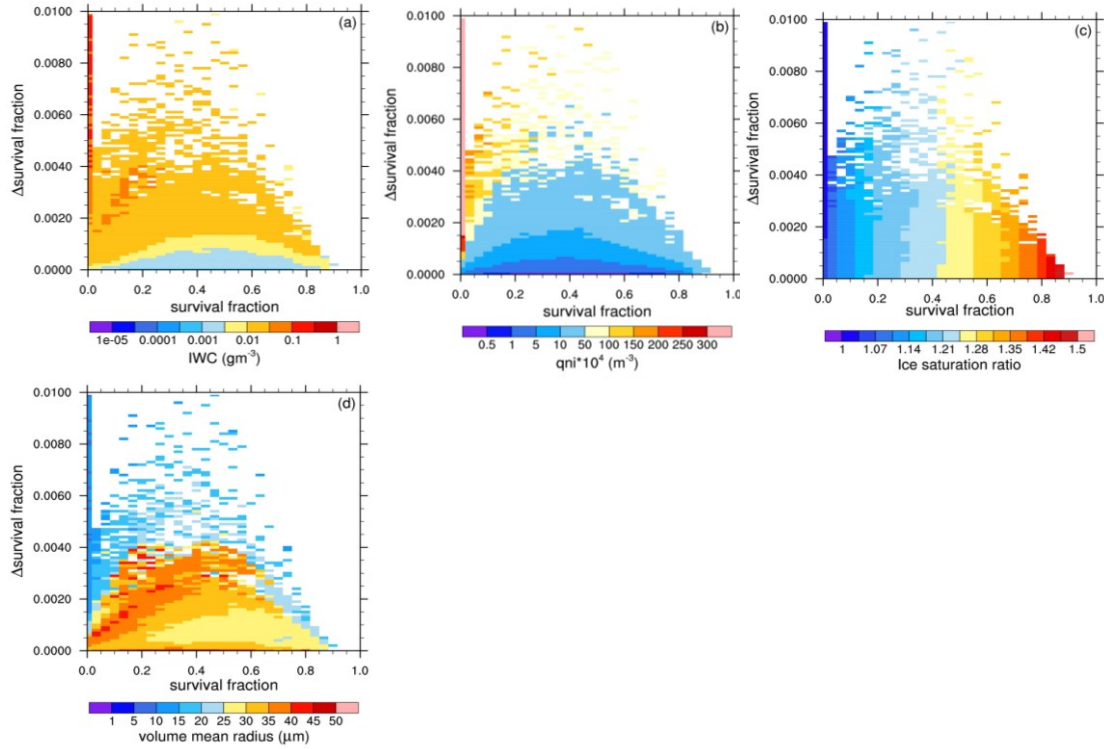 (a)
0.0100
0.0080
0.0060
0.0040
0.0020
0.0000
Δsurvival fraction
0.0 0.2 0.4 0.6 0.8 1.0
survival fraction
1e-05 0.0001 0.001 0.01 0.1 1
IWC (gm⁻³)
(b)
0.0100
0.0080
0.0060
0.0040
0.0020
0.0000
Δsurvival fraction
0.0 0.2 0.4 0.6 0.8 1.0
survival fraction
0.5 1 5 10 50 100 150 200 250 300
qni*10⁴ (m⁻³)
(c)
0.0100
0.0080
0.0060
0.0040
0.0020
0.0000
Δsurvival fraction
0.0 0.2 0.4 0.6 0.8 1.0
survival fraction
1 1.07 1.14 1.21 1.28 1.35 1.42 1.5
Ice saturation ratio
(d)
0.0100
0.0080
0.0060
0.0040
0.0020
0.0000
Δsurvival fraction
0.0 0.2 0.4 0.6 0.8 1.0
survival fraction
1 5 10 15 20 25 30 35 40 45 50
volume mean radius (μm)